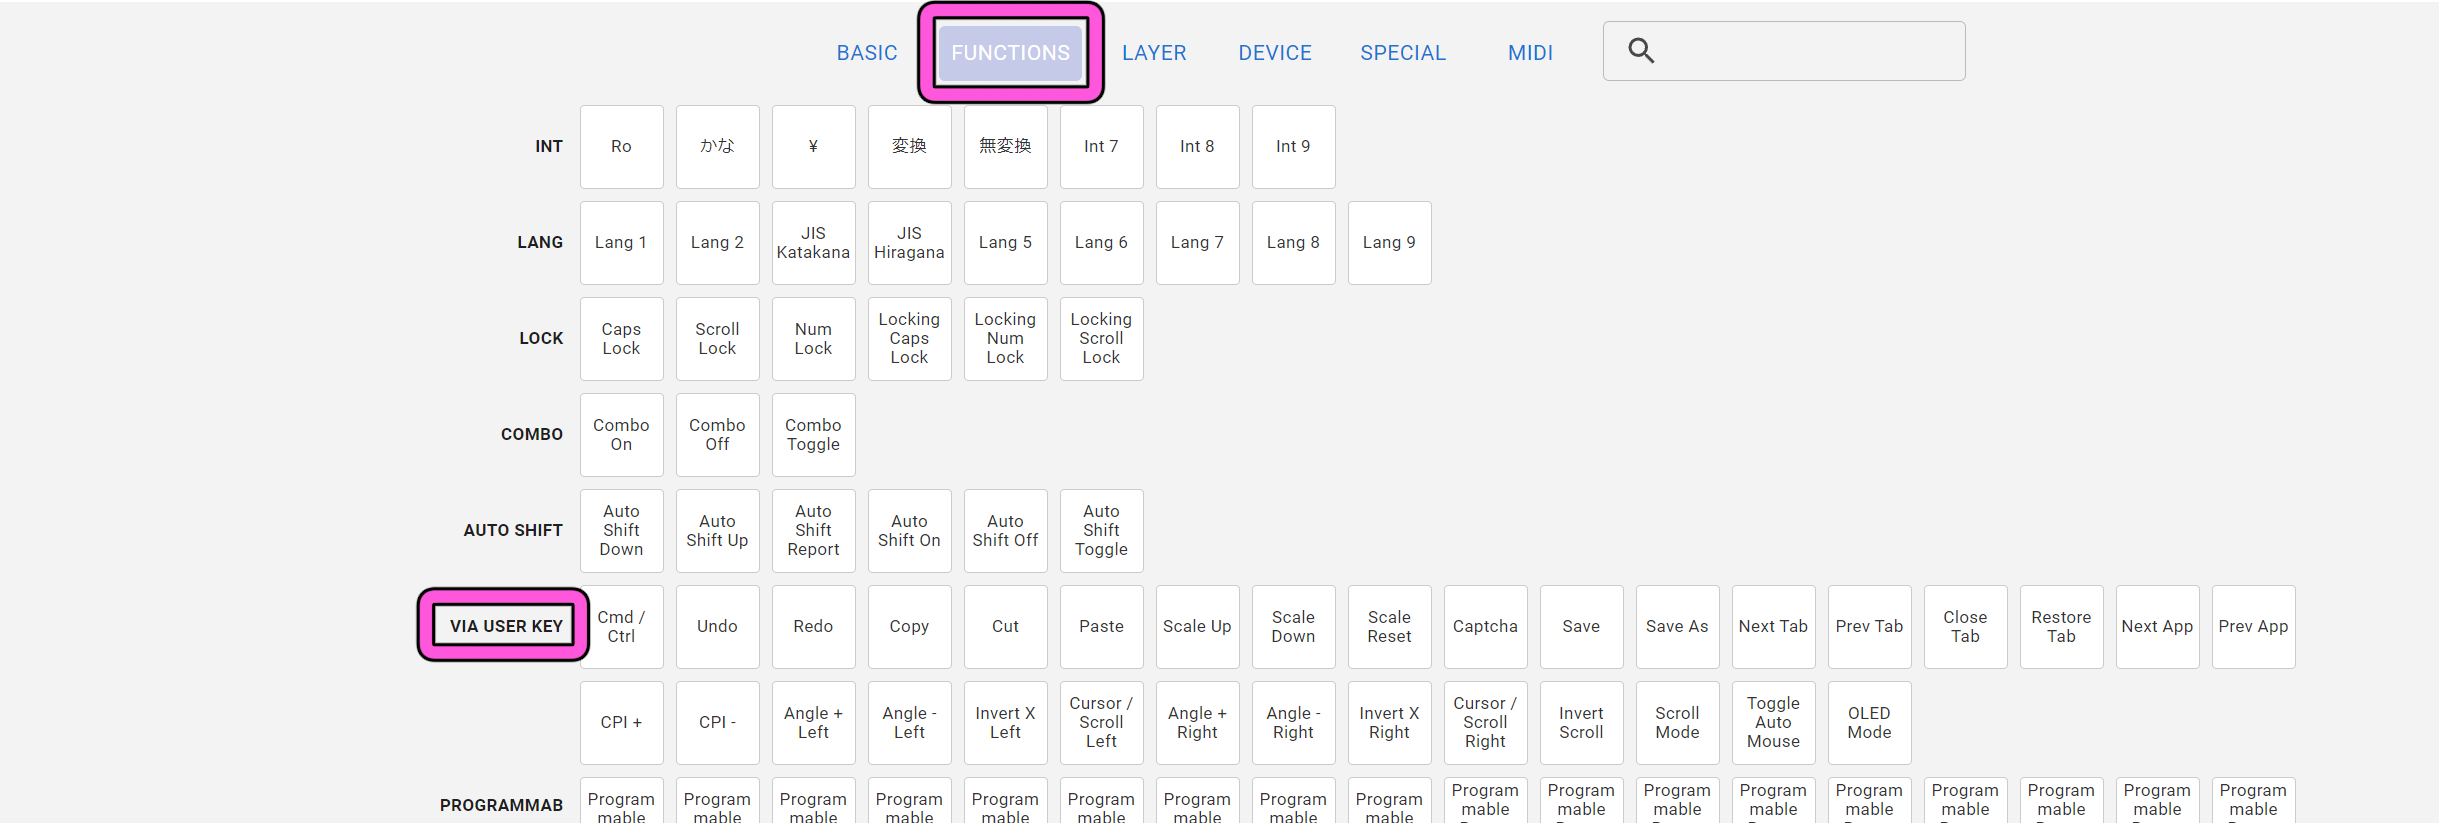 BASIC FUNCTIONS LAYER DEVICE SPECIAL MIDI
INT Ro かな ¥ 変換 無変換 Int 7 Int 8 Int 9
LANG Lang 1 Lang 2 JIS Katakana JIS Hiragana Lang 5 Lang 6 Lang 7 Lang 8 Lang 9
LOCK Caps Lock Scroll Lock Num Lock Locking Caps Lock Locking Num Lock Locking Scroll Lock
COMBO Combo On Combo Off Combo Toggle
AUTO SHIFT Auto Shift Down Auto Shift Up Auto Shift Report Auto Shift On Auto Shift Off Auto Shift Toggle
VIA USER KEY Cmd / Ctrl Undo Redo Copy Cut Paste Scale Up Scale Down Scale Reset Captcha Save Save As Next Tab Prev Tab Close Tab Restore Tab Next App Prev App
CPI + CPI - Angle + Left Angle - Left Invert X Left Cursor / Scroll Left Angle + Right Angle - Right Invert X Right Cursor / Scroll Right Invert Scroll Scroll Mode Toggle Auto Mouse OLED Mode
PROGRAMMAB Program mable Program mable Program mable Program mable Program mable Program mable Program mable Program mable Program mable Program mable Program mable Program mable Program mable Program mable Program mable Program mable Program mable Program mable